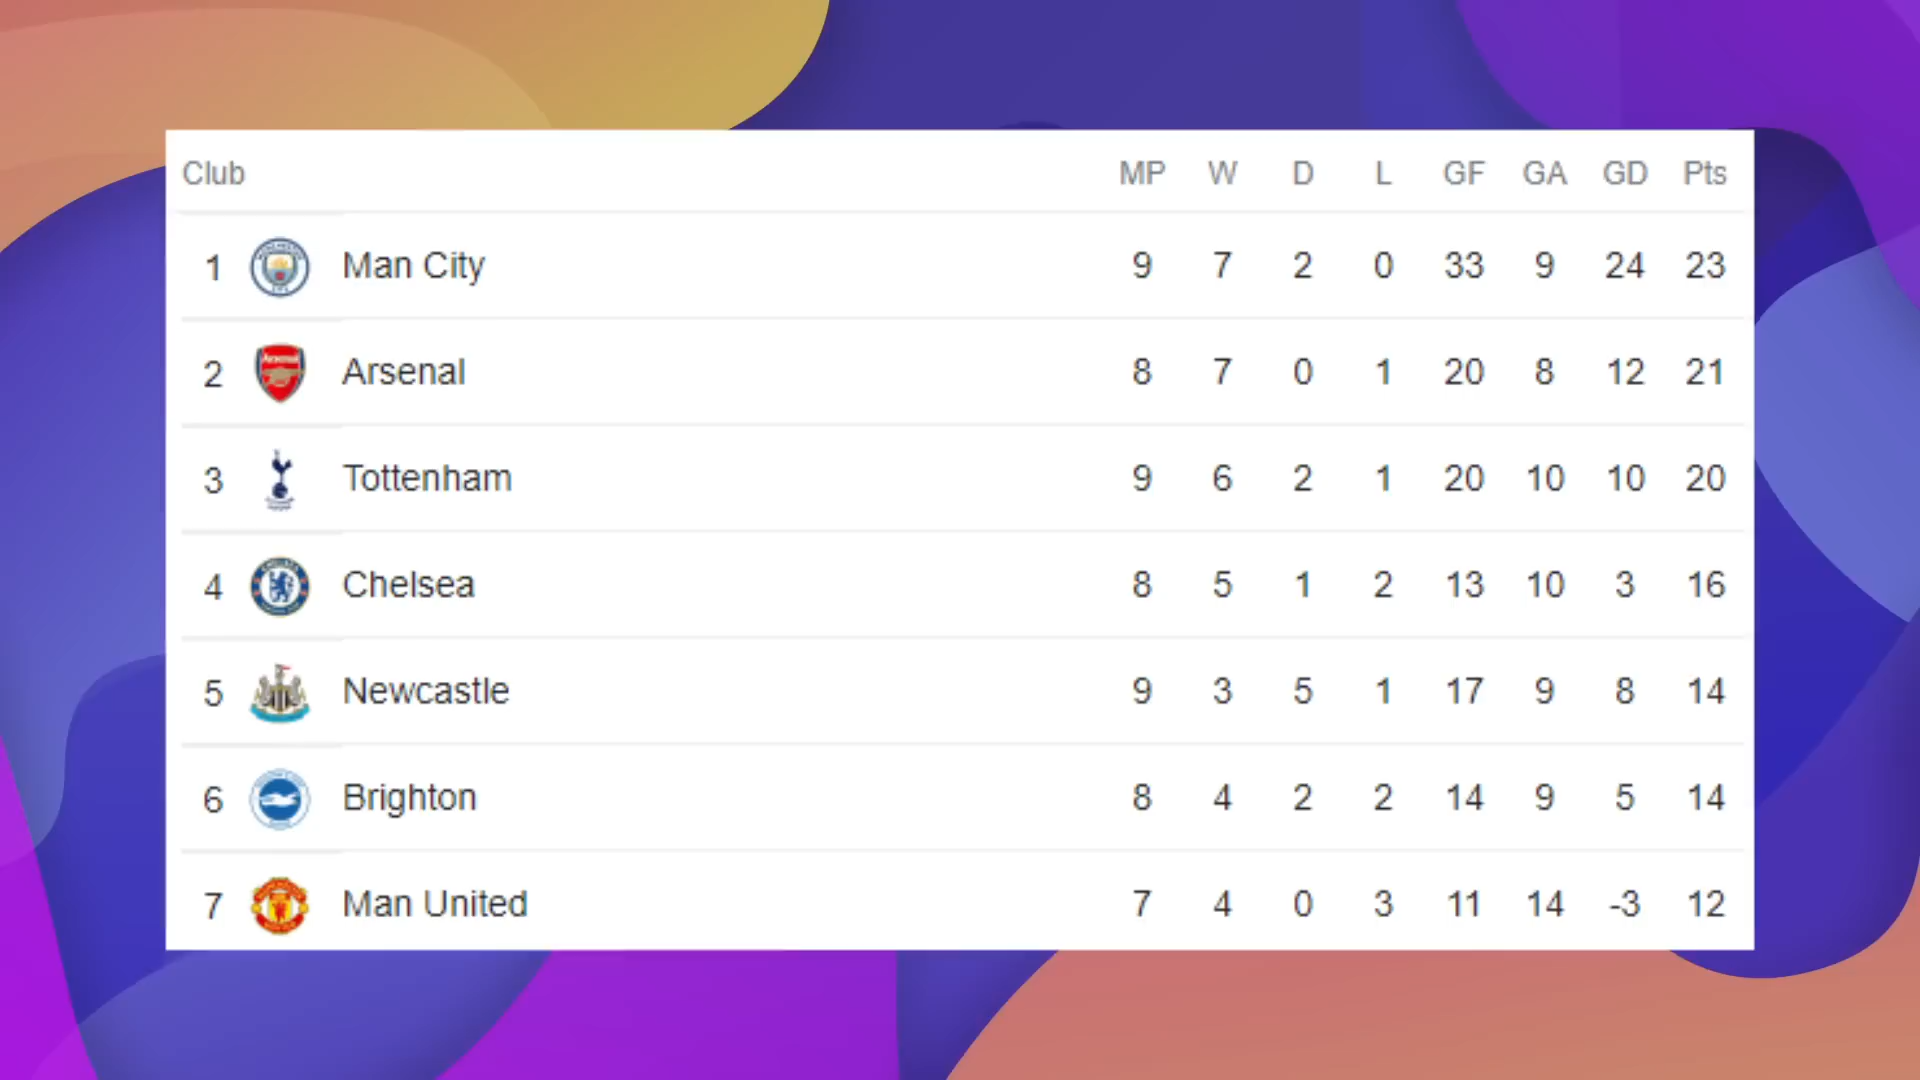 Club MP W D L GF GA GD Pts
1 Man City 9 7 2 0 33 9 24 23
2 Arsenal 8 7 0 1 20 8 12 21
3 Tottenham 9 6 2 1 20 10 10 20
4 Chelsea 8 5 1 2 13 10 3 16
5 Newcastle 9 3 5 1 17 9 8 14
6 Brighton 8 4 2 2 14 9 5 14
7 Man United 7 4 0 3 11 14 -3 12